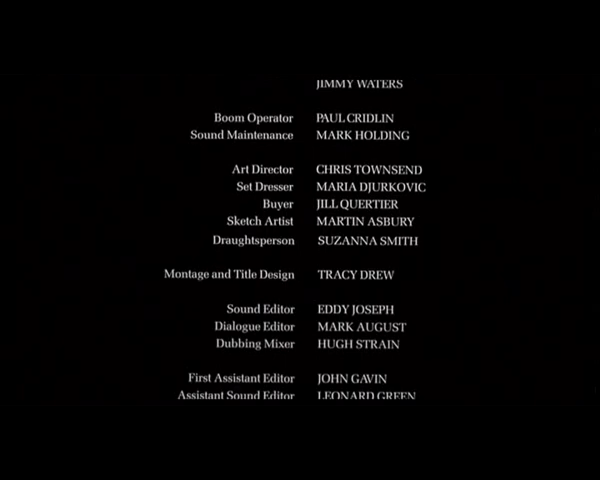 JIMMY WATERS
Boom Operator PAUL CRIDLIN
Sound Maintenance MARK HOLDING
Art Director CHRIS TOWNSEND
Set Dresser MARIA DJURKOVIC
Buyer JILL QUERTIER
Sketch Artist MARTIN ASBURY
Draughtsperson SUZANNA SMITH
Montage and Title Design TRACY DREW
Sound Editor EDDY JOSEPH
Dialogue Editor MARK AUGUST
Dubbing Mixer HUGH STRAIN
First Assistant Editor JOHN GAVIN
Assistant Sound Editor LEONARD GREEN